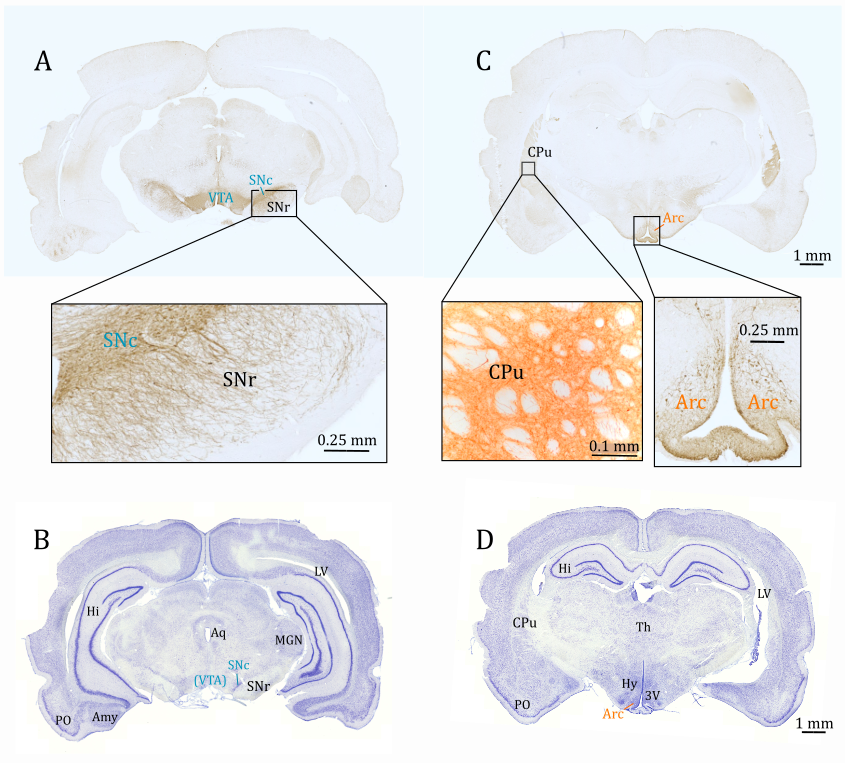 A
SNc
VTA
SNr
SNc
SNr
0.25 mm
C
CPu
Arc
1 mm
CPu
0.1 mm
0.25 mm
Arc
Arc
B
LV
Hi
Aq
MGN
SNc
(VTA)
SNr
PO
Amy
D
Hi
LV
CPu
Th
Hy
3V
PO
Arc
1 mm